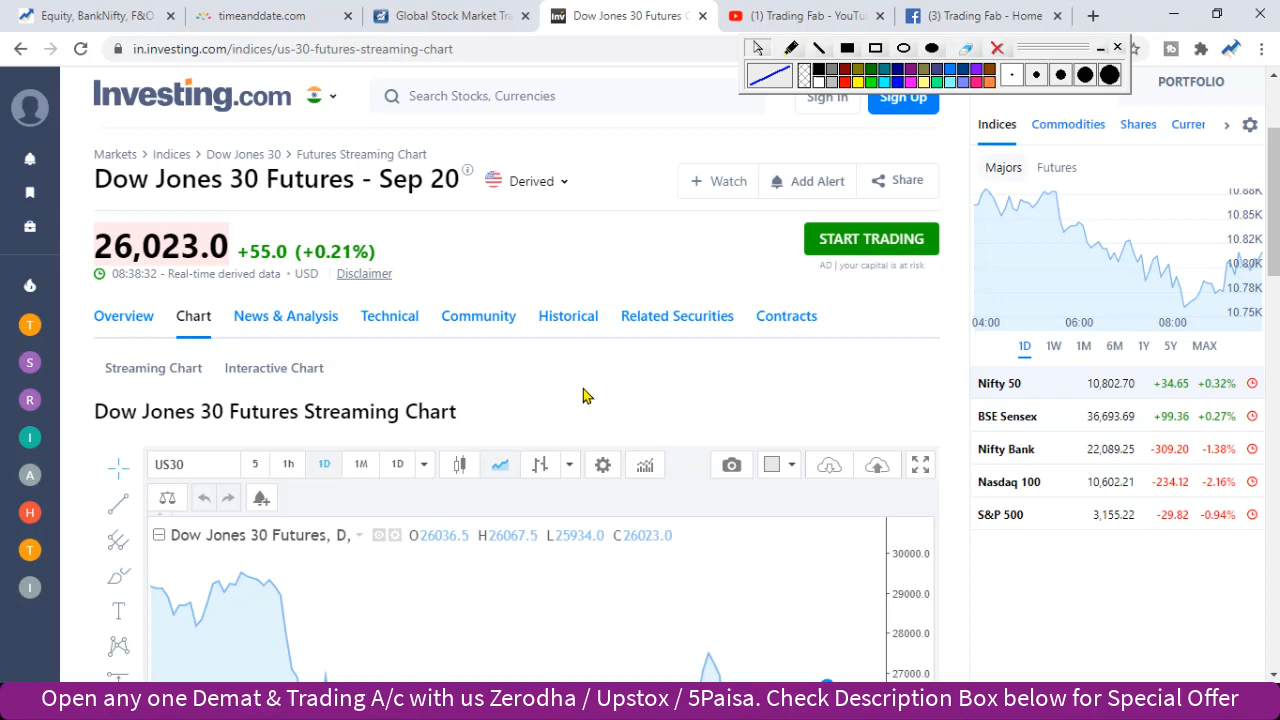 Equity, BankNifty, F&O
timeanddate.com
Global Stock Market Tra
Dow Jones 30 Futures C
(1) Trading Fab - YouTu
(3) Trading Fab - Home
in.investing.com/indices/us-30-futures-streaming-chart
Investing.com
Search Stocks, Currencies
Sign In
Sign Up
PORTFOLIO
Markets > Indices > Dow Jones 30 > Futures Streaming Chart
Dow Jones 30 Futures - Sep 20
Derived
+ Watch
Add Alert
Share
26,023.0 +55.0 (+0.21%)
08:38:32 - Real-time derived data • USD
Disclaimer
START TRADING
AD | your capital is at risk
Overview
Chart
News & Analysis
Technical
Community
Historical
Related Securities
Contracts
Streaming Chart
Interactive Chart
Dow Jones 30 Futures Streaming Chart
US30 5 1h 1D 1M 1D
Dow Jones 30 Futures, D, O26036.5 H26067.5 L25934.0 C26023.0
30000.0
29000.0
28000.0
27000.0
T
S
R
I
A
H
T
I
Indices
Commodities
Shares
Currer
Majors
Futures
10.88K
10.85K
10.82K
10.80K
10.75K
04:00 06:00 08:00
1D 1W 1M 6M 1Y 5Y MAX
Nifty 50 10,802.70 +34.65 +0.32%
BSE Sensex 36,693.69 +99.36 +0.27%
Nifty Bank 22,089.25 -309.20 -1.38%
Nasdaq 100 10,602.21 -234.12 -2.16%
S&P 500 3,155.22 -29.82 -0.94%
Open any one Demat & Trading A/c with us Zerodha / Upstox / 5Paisa. Check Description Box below for Special Offer